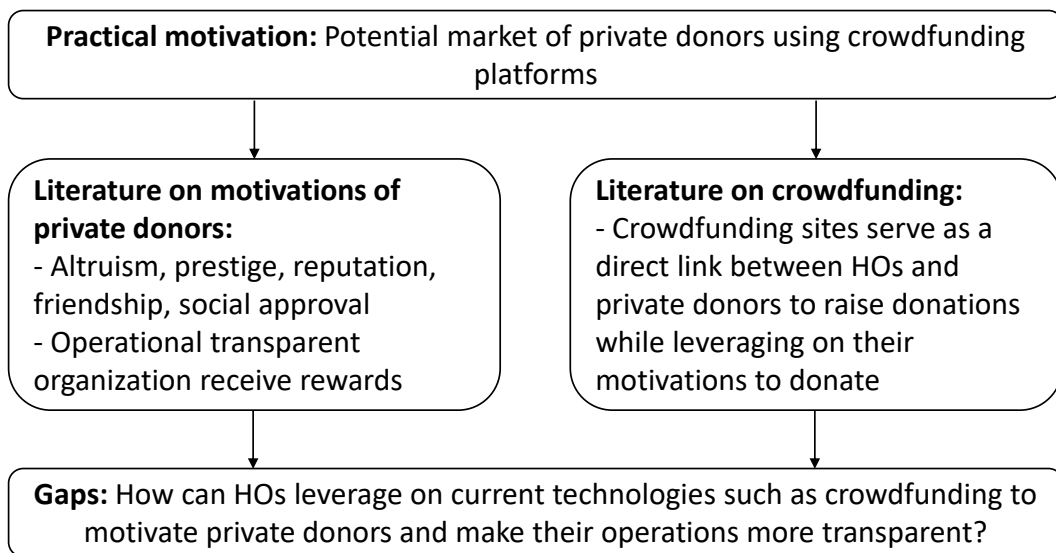 Practical motivation: Potential market of private donors using crowdfunding
platforms
Literature on motivations of
private donors:
- Altruism, prestige, reputation,
friendship, social approval
- Operational transparent
organization receive rewards
Literature on crowdfunding:
- Crowdfunding sites serve as a
direct link between HOs and
private donors to raise donations
while leveraging on their
motivations to donate
Gaps: How can HOs leverage on current technologies such as crowdfunding to
motivate private donors and make their operations more transparent?